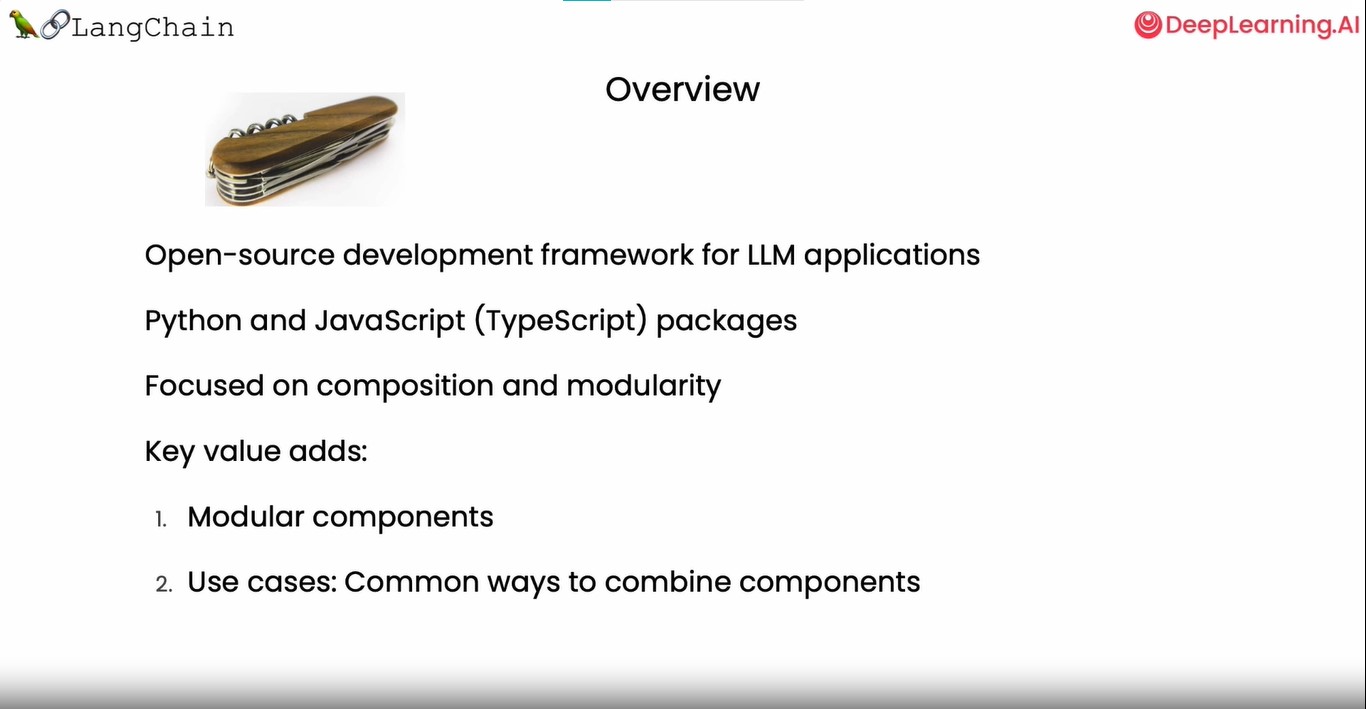 LangChain
DeepLearning.AI
Overview
Open-source development framework for LLM applications
Python and JavaScript (TypeScript) packages
Focused on composition and modularity
Key value adds:
1. Modular components
2. Use cases: Common ways to combine components